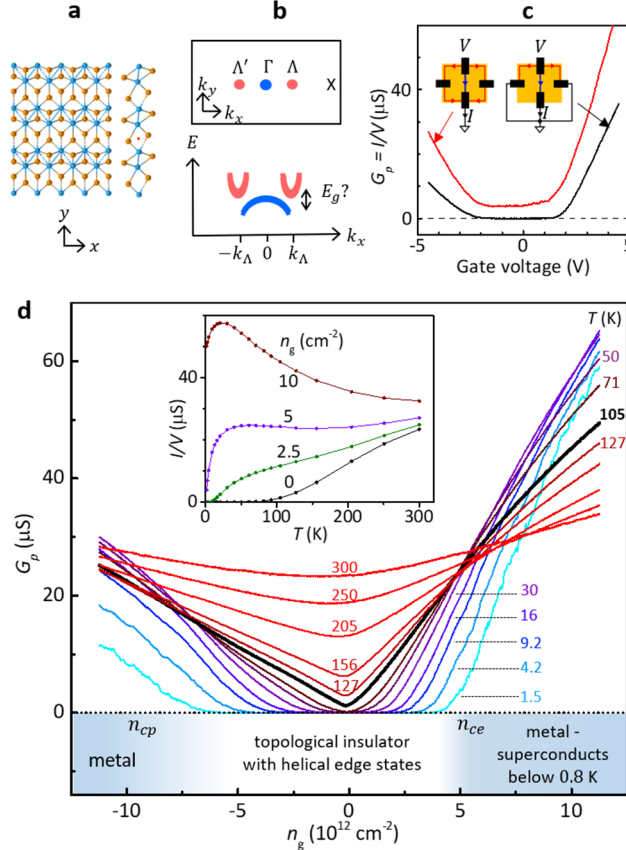 a
y
x
b
Λ′ Γ Λ
k_y
k_x
X
E
E_g?
−k_Λ 0 k_Λ
k_x
c
V
V
I
I
G_p = I/V (μS)
40
0
-5 0 5
Gate voltage (V)
d
G_p (μS)
60
40
20
0
I/V (μS)
40
0
n_g (cm⁻²)
10
5
2.5
0
0 100 200 300
T (K)
T (K)
50
71
105
127
300
250
205
156
127
30
16
9.2
4.2
1.5
n_cp
n_ce
metal
topological insulator
with helical edge states
metal -
superconducts
below 0.8 K
-10 -5 0 5 10
n_g (10¹² cm⁻²)